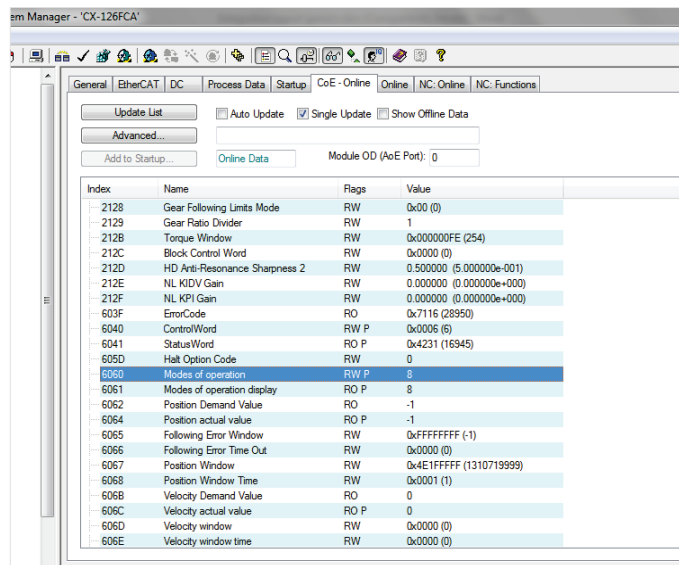 em Manager - 'CX-126FCA'
General EtherCAT DC Process Data Startup CoE - Online Online NC: Online NC: Functions
Update List Auto Update Single Update Show Offline Data
Advanced...
Add to Startup... Online Data Module OD (AoE Port): 0
Index Name Flags Value
2128 Gear Following Limits Mode RW 0x00 (0)
2129 Gear Ratio Divider RW 1
212B Torque Window RW 0x000000FE (254)
212C Block Control Word RW 0x0000 (0)
212D HD Anti-Resonance Sharpness 2 RW 0.500000 (5.000000e-001)
212E NL KIDV Gain RW 0.000000 (0.000000e+000)
212F NL KPI Gain RW 0.000000 (0.000000e+000)
603F ErrorCode RO 0x7116 (28950)
6040 ControlWord RW P 0x0006 (6)
6041 StatusWord RO P 0x4231 (16945)
605D Halt Option Code RW 0
6060 Modes of operation RW P 8
6061 Modes of operation display RO P 8
6062 Position Demand Value RO -1
6064 Position actual value RO P -1
6065 Following Error Window RW 0xFFFFFFFF (-1)
6066 Following Error Time Out RW 0x0000 (0)
6067 Position Window RW 0x4E1FFFFF (1310719999)
6068 Position Window Time RW 0x0001 (1)
606B Velocity Demand Value RO 0
606C Velocity actual value RO P 0
606D Velocity window RW 0x0000 (0)
606E Velocity window time RW 0x0000 (0)